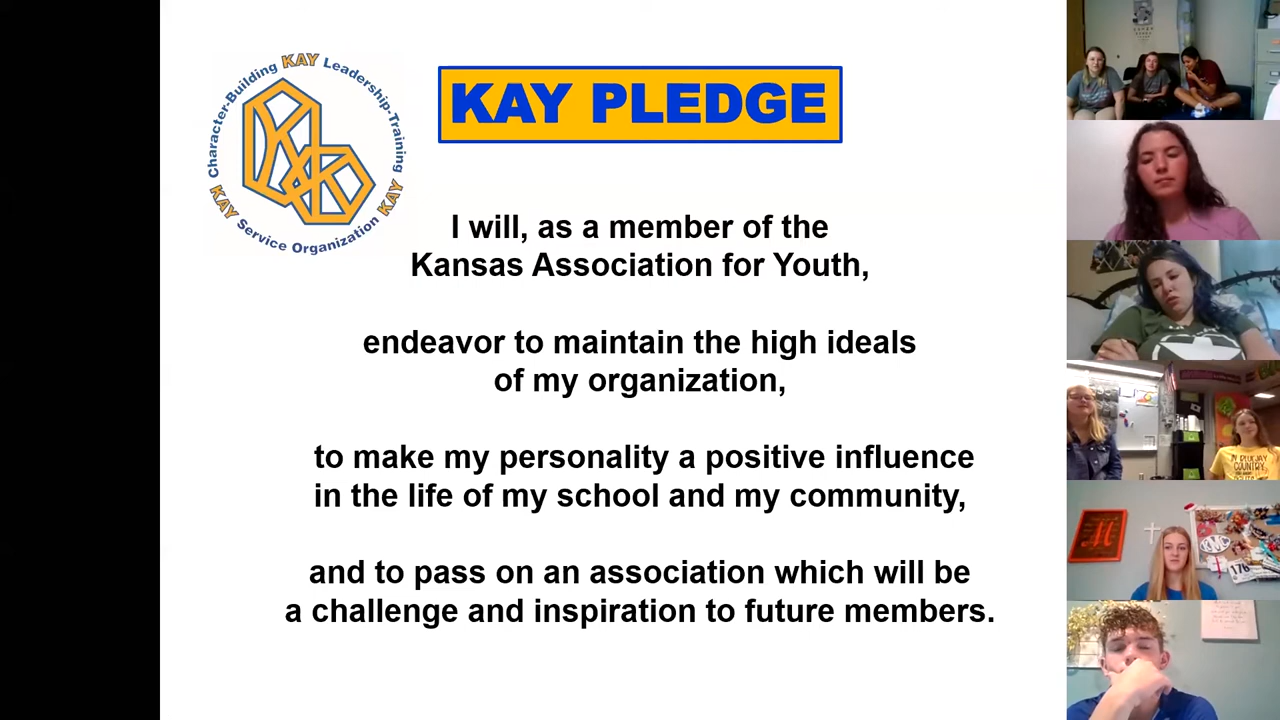 Character-Building KAY Leadership-Training KAY Service Organization KAY
KAY PLEDGE
I will, as a member of the
Kansas Association for Youth,
endeavor to maintain the high ideals
of my organization,
to make my personality a positive influence
in the life of my school and my community,
and to pass on an association which will be
a challenge and inspiration to future members.
COUNTRY
KMC
178